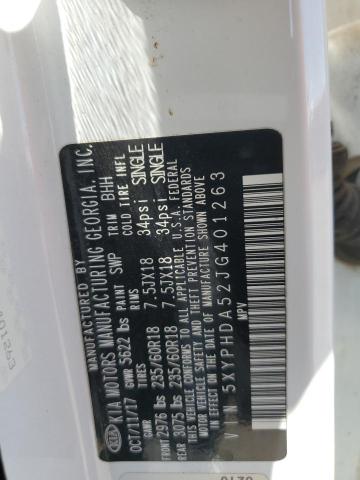 MANUFACTURED BY
KIA KIA MOTORS MANUFACTURING GEORGIA, INC.
OCT/11/17 GVWR 5622 lbs PAINT SWP TRIM BHH
GAWR TIRES RIMS COLD TIRE INFL
FRONT 2976 lbs 235/60R18 7.5JX18 34psi SINGLE
REAR 3075 lbs 235/60R18 7.5JX18 34psi SINGLE
THIS VEHICLE CONFORMS TO ALL APPLICABLE U.S.A. FEDERAL
MOTOR VEHICLE SAFETY, BUMPER, AND THEFT PREVENTION STANDARDS
IN EFFECT ON THE DATE OF MANUFACTURE SHOWN ABOVE
VIN 5XYPHDA52JG401263
MPV